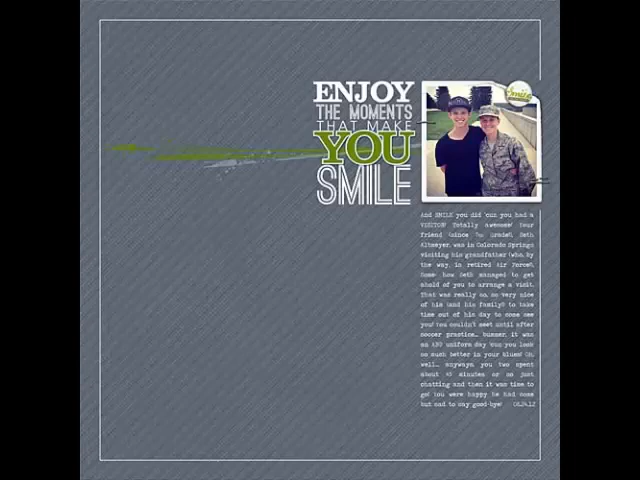 ENJOY
THE MOMENTS
THAT MAKE
YOU
SMILE
Smile
And SMILE you did 'cuz you had a
VISITOR! Totally awesome! Your
friend (since 7th Grade!), Seth
Altmeyer, was in Colorado Springs
visiting his grandfather (who, by
the way, is retired Air Force).
Some how Seth managed to get
ahold of you to arrange a visit.
That was really so, so very nice
of his (and his family) to take
time out of his day to come see
you! You couldn't meet until after
soccer practice... bummer, it was
an ABU uniform day 'cuz you look
so much better in your blues! Oh,
well... anyways, you two spent
about 45 minutes or so just
chatting and then it was time to
go! You were happy he had come
but sad to say good-bye!